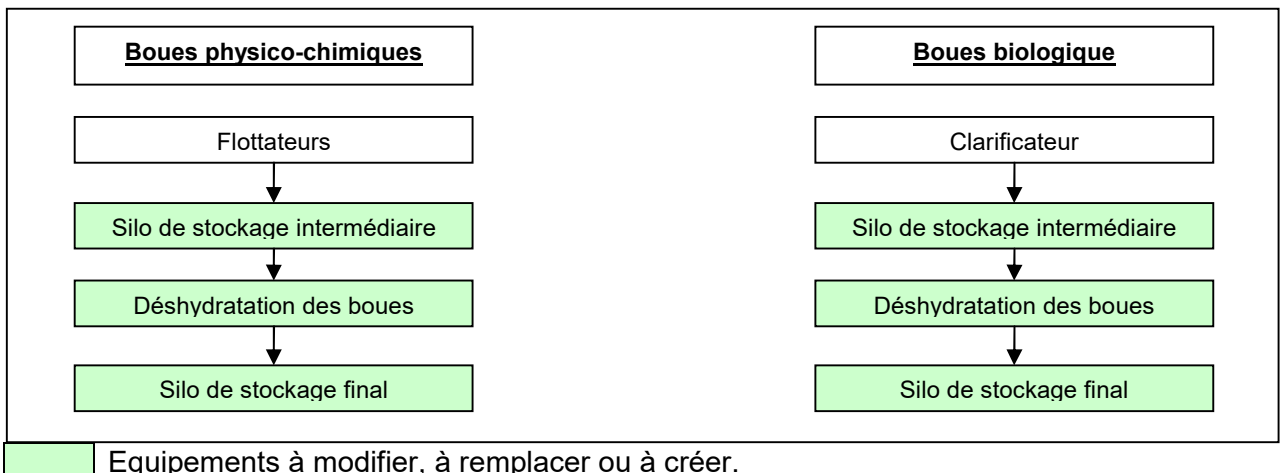 Boues physico-chimiques
Boues biologique
Flottateurs
Clarificateur
Silo de stockage intermédiaire
Silo de stockage intermédiaire
Déshydratation des boues
Déshydratation des boues
Silo de stockage final
Silo de stockage final
Equipements à modifier, à remplacer ou à créer.